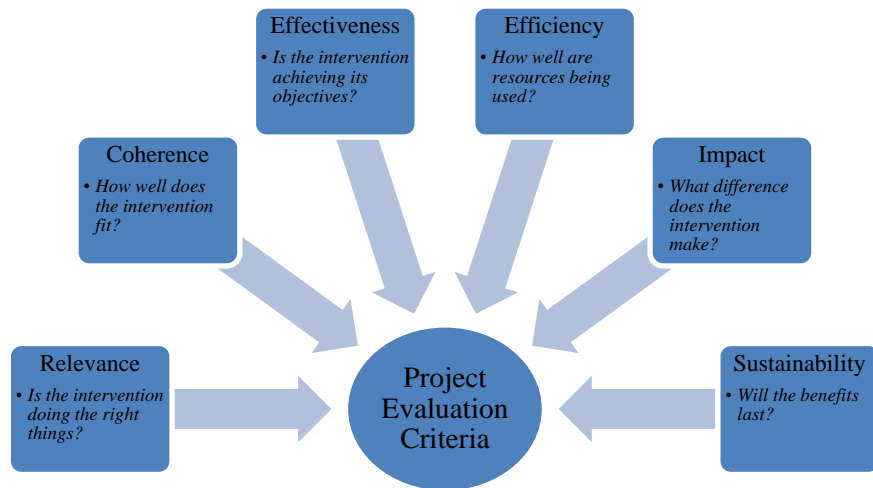 Effectiveness
• Is the intervention
achieving its
objectives?
Efficiency
• How well are
resources being
used?
Coherence
• How well does
the intervention
fit?
Impact
• What difference
does the
intervention
make?
Relevance
• Is the intervention
doing the right
things?
Project
Evaluation
Criteria
Sustainability
• Will the benefits
last?